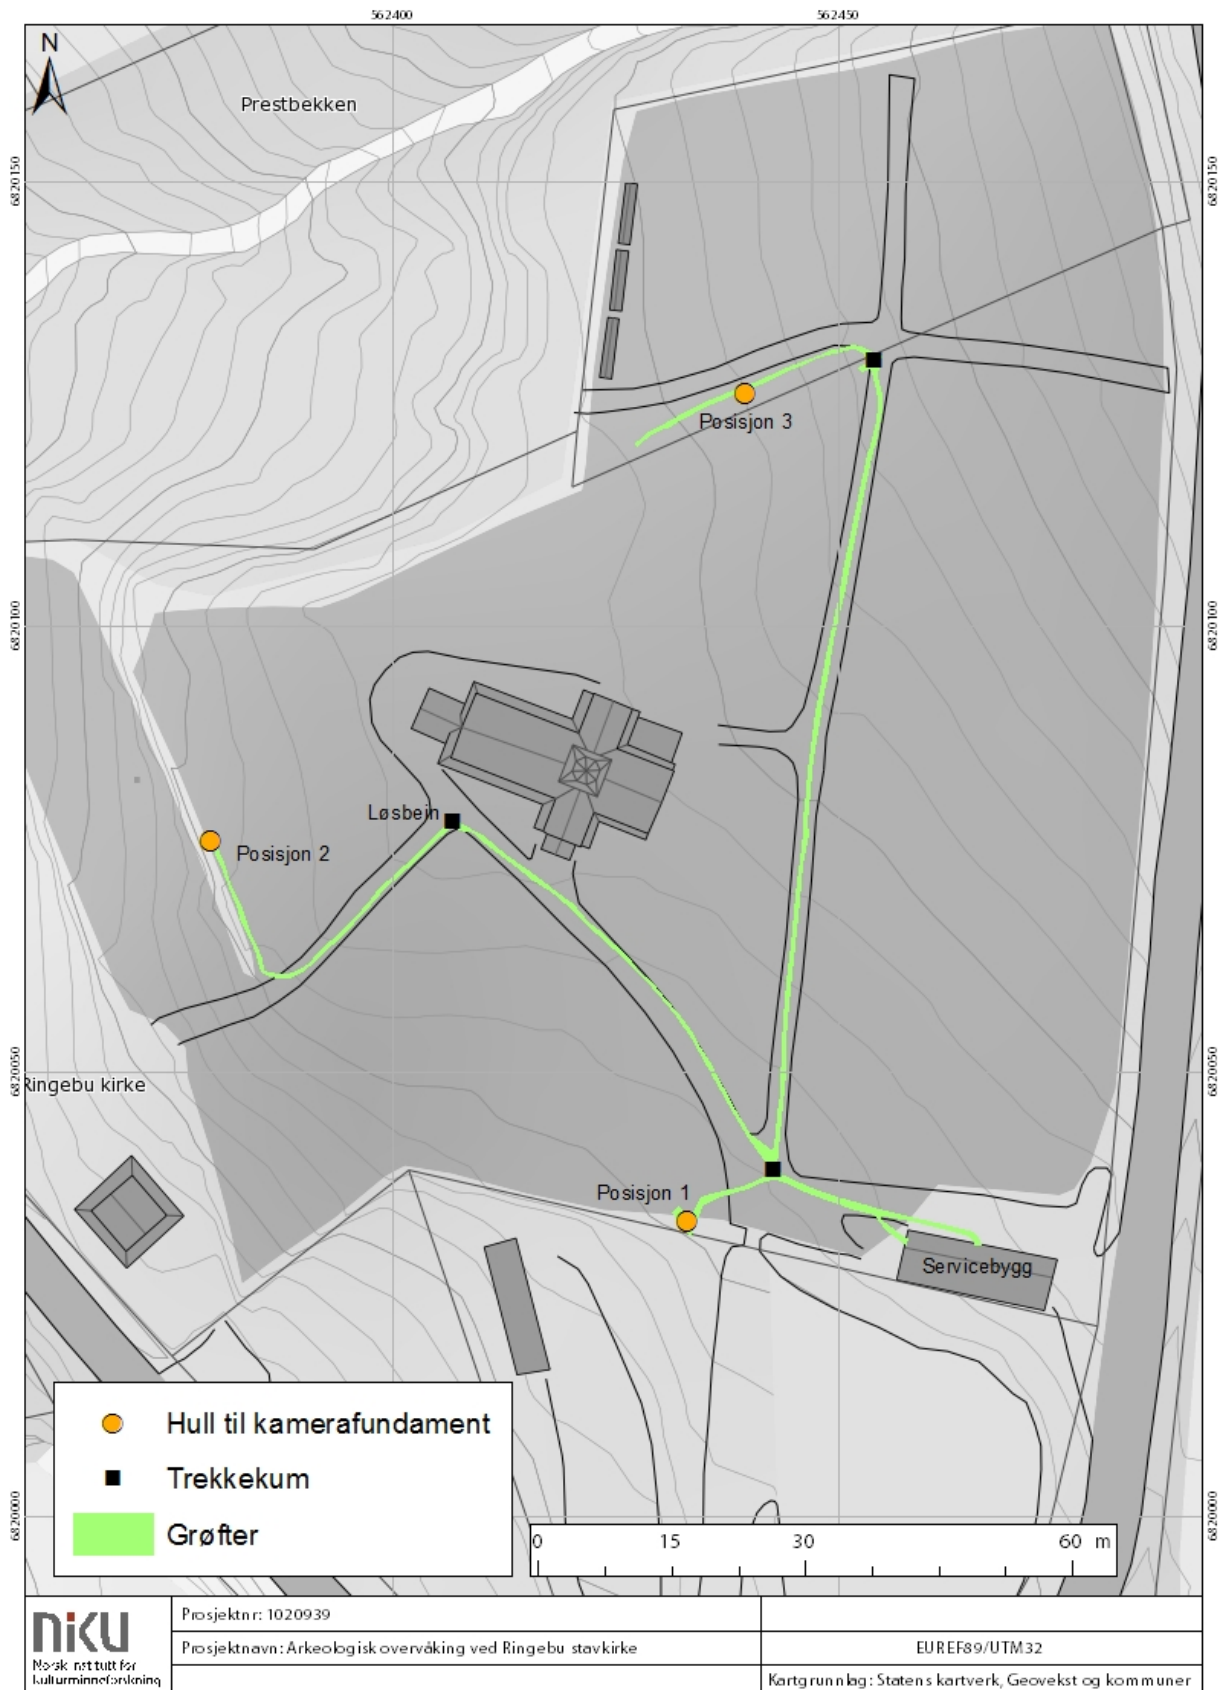 562400
562450
N
Prestbekken
6820150
6820150
Posisjon 3
6820100
6820100
Løsbein
Posisjon 2
6820050
6820050
Ringebu kirke
Posisjon 1
Servicebygg
Hull til kamerafundament
Trekkekum
Grøfter
6820000
6820000
0 15 30 60 m
niku
Norsk institutt for
kulturminneforskning
Prosjektnr: 1020939
Prosjektnavn: Arkeologisk overvåking ved Ringebu stavkirke
EUREF89/UTM32
Kartgrunnlag: Statens kartverk, Geovekst og kommuner